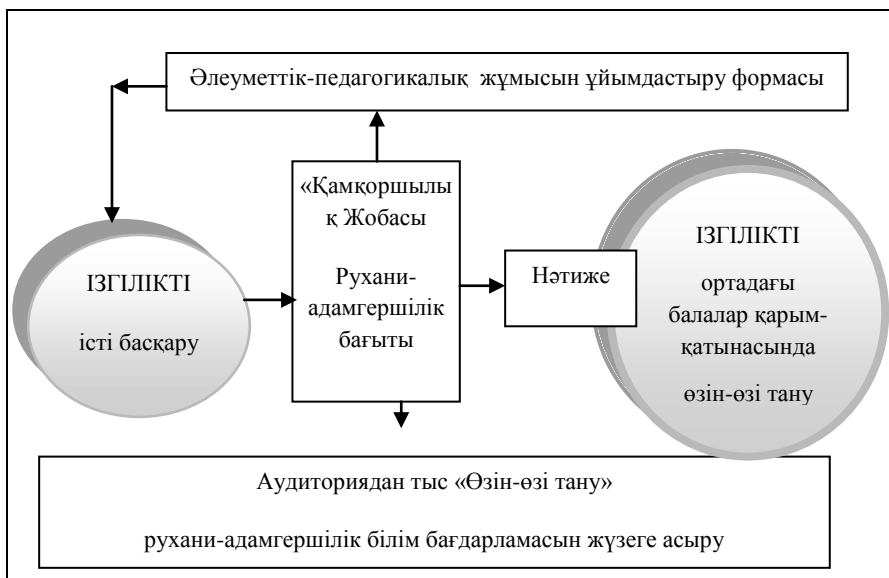 Әлеуметтік-педагогикалық жұмысын ұйымдастыру формасы
ІЗГІЛІКТІ
істі басқару
«Қамқоршылы
қ Жобасы
Рухани-
адамгершілік
бағыты
Нәтиже
ІЗГІЛІКТІ
ортадағы
балалар қарым-
қатынасында
өзін-өзі тану
Аудиториядан тыс «Өзін-өзі тану»
рухани-адамгершілік білім бағдарламасын жүзеге асыру